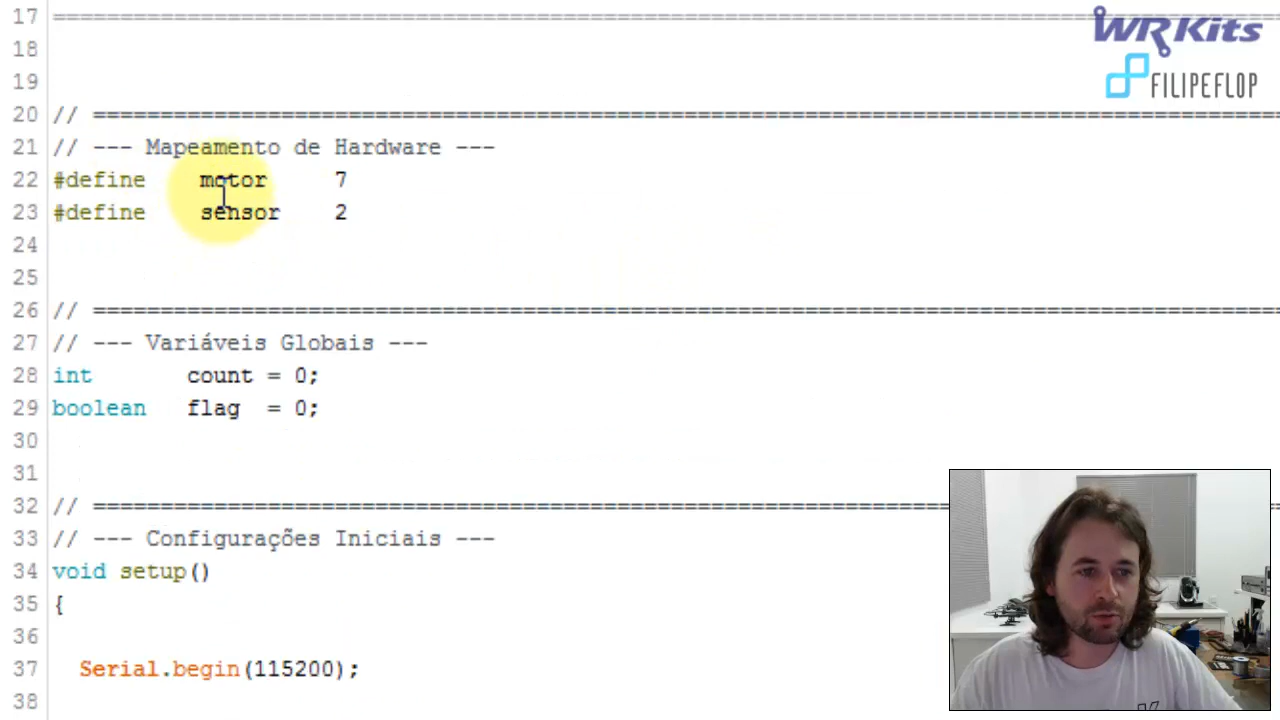 WR Kits
FILIPEFLOP
17 ================================================================
18
19
20 // ================================================================
21 // --- Mapeamento de Hardware ---
22 #define motor 7
23 #define sensor 2
24
25
26 // ================================================================
27 // --- Variáveis Globais ---
28 int count = 0;
29 boolean flag = 0;
30
31
32 // ================================================================
33 // --- Configurações Iniciais ---
34 void setup()
35 {
36
37 Serial.begin(115200);
38